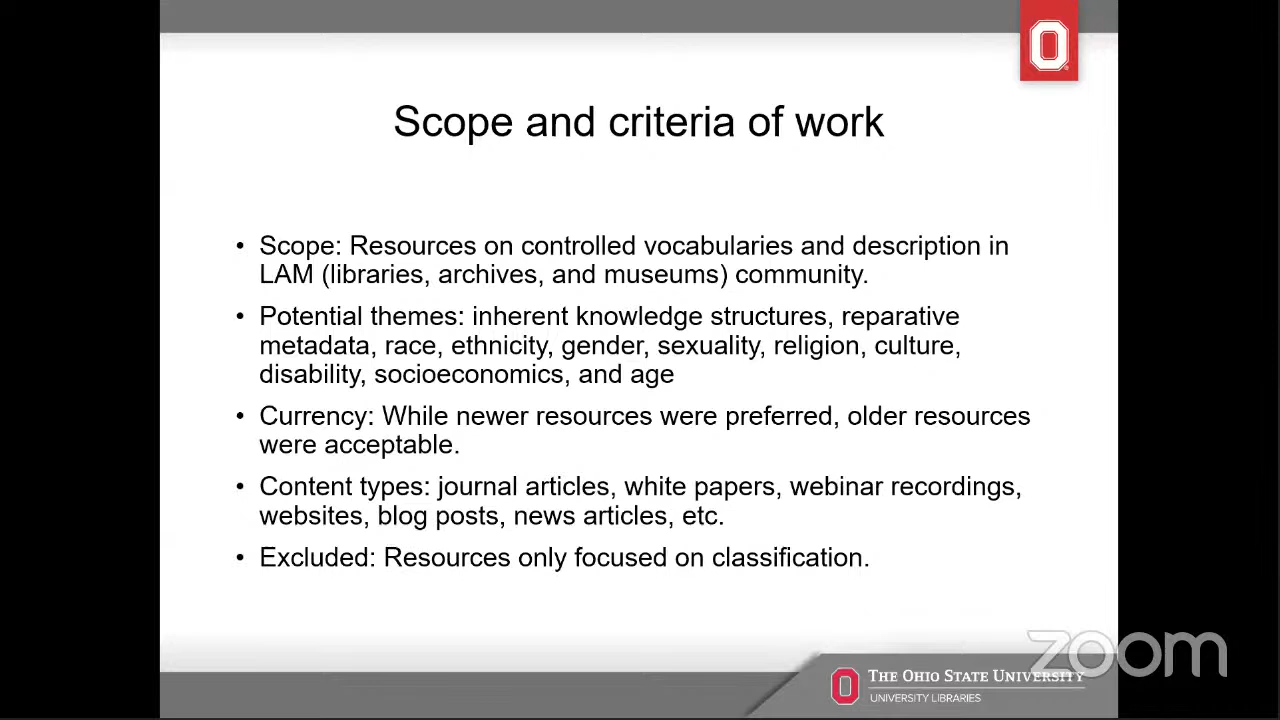 Scope and criteria of work
• Scope: Resources on controlled vocabularies and description in
LAM (libraries, archives, and museums) community.
• Potential themes: inherent knowledge structures, reparative
metadata, race, ethnicity, gender, sexuality, religion, culture,
disability, socioeconomics, and age
• Currency: While newer resources were preferred, older resources
were acceptable.
• Content types: journal articles, white papers, webinar recordings,
websites, blog posts, news articles, etc.
• Excluded: Resources only focused on classification.
zoom
THE OHIO STATE UNIVERSITY
UNIVERSITY LIBRARIES